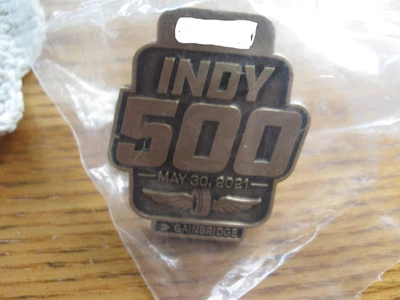 INDY
500
MAY 30, 2021
GAINBRIDGE